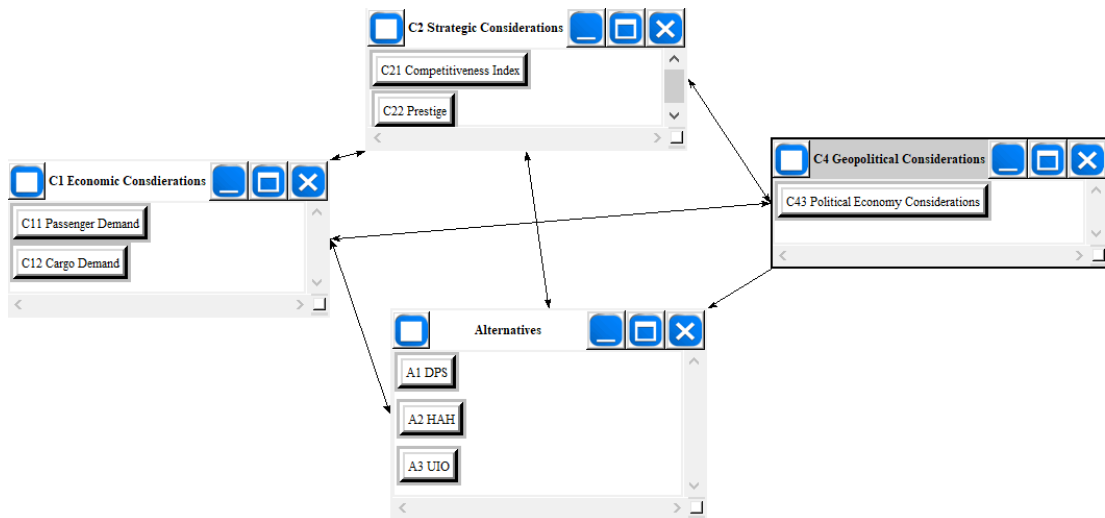 C2 Strategic Considerations
C21 Competitiveness Index
C22 Prestige
C4 Geopolitical Considerations
C43 Political Economy Considerations
C1 Economic Consdierations
C11 Passenger Demand
C12 Cargo Demand
Alternatives
A1 DPS
A2 HAH
A3 UIO